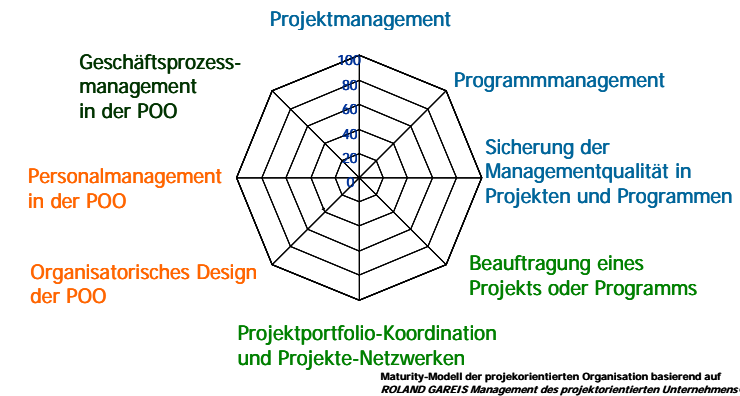 Projektmanagement
Geschäftsprozess-
management
in der POO
Programmmanagement
100
80
60
40
20
0
Sicherung der
Managementqualität in
Projekten und Programmen
Personalmanagement
in der POO
Organisatorisches Design
der POO
Beauftragung eines
Projekts oder Programms
Projektportfolio-Koordination
und Projekte-Netzwerken
Maturity-Modell der projekorientierten Organisation basierend auf
ROLAND GAREIS Management des projektorientierten Unternehmens